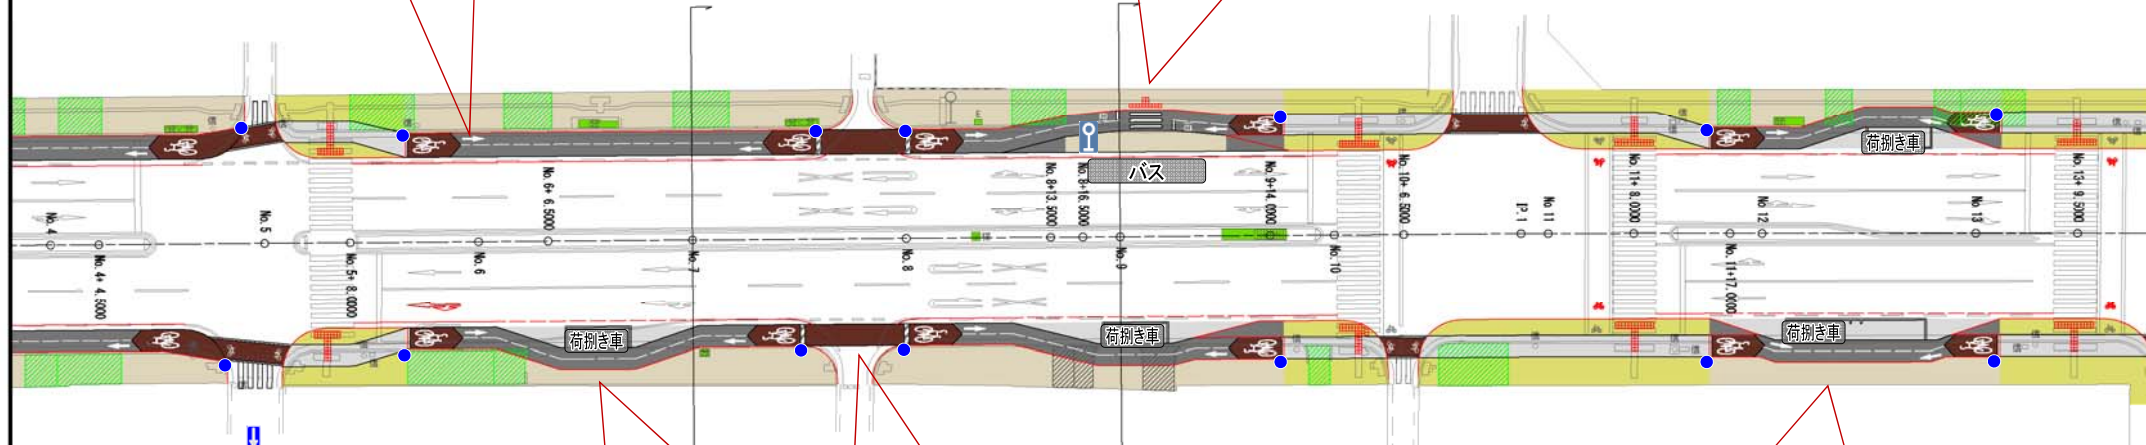 バス
荷捌き車
No. 4
No. 4+ 4.5000
No.5
No. 5+ 8.0000
No. 6
No. 6+ 6.5000
No. 7
No. 8
No. 8+13.5000
No. 8+16.5000
No. 9
No. 9+14.0000
No. 10
No. 10+ 6.5000
IP.1
No 11
No. 11+ 8.0000
No. 11+17.0000
No 12
No 13
No. 13+ 9.5000
荷捌き車
荷捌き車
荷捌き車